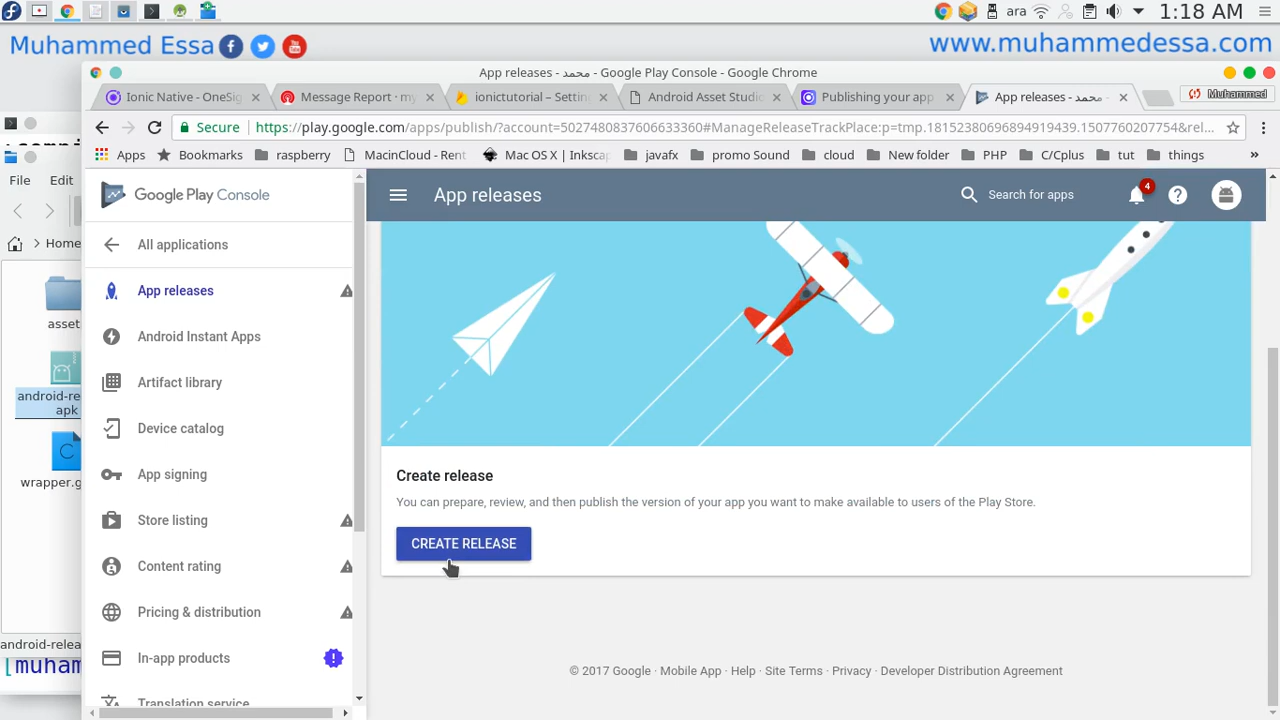 ara
1:18 AM
Muhammed Essa
www.muhammedessa.com
App releases - محمد - Google Play Console - Google Chrome
Ionic Native - OneSig
Message Report · my
ionictutorial – Settin
Android Asset Studio
Publishing your app
App releases - محمد -
Muhammed
Secure
https://play.google.com/apps/publish/?account=5027480837606633360#ManageReleaseTrackPlace:p=tmp.18152380696894919439.1507760207754&rel...
Apps
Bookmarks
raspberry
MacinCloud - Rent
Mac OS X | Inksca
javafx
promo Sound
cloud
New folder
PHP
C/Cplus
tut
things
»
File
Edit
Home
asset
android-re
apk
wrapper.g
android-relea
[muham
Google Play Console
All applications
App releases
Android Instant Apps
Artifact library
Device catalog
App signing
Store listing
Content rating
Pricing & distribution
In-app products
Translation service
App releases
Search for apps
4
Create release
You can prepare, review, and then publish the version of your app you want to make available to users of the Play Store.
CREATE RELEASE
© 2017 Google · Mobile App · Help · Site Terms · Privacy · Developer Distribution Agreement